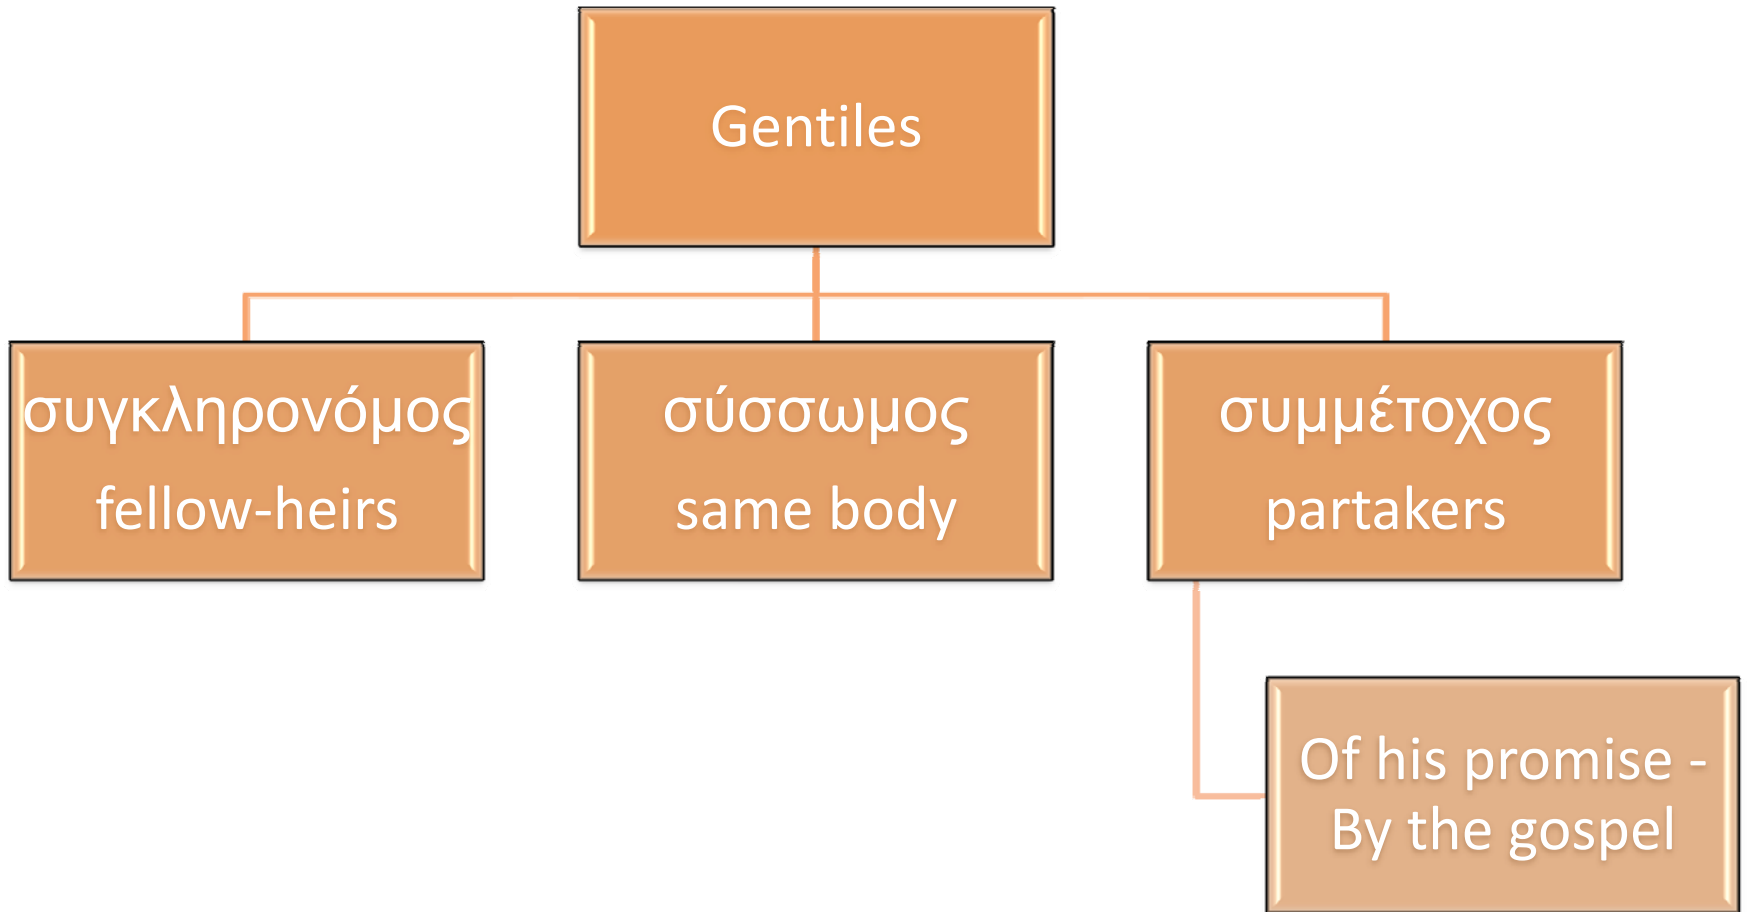 Gentiles
συγκληρονόμος
fellow-heirs
σύσσωμος
same body
συμμέτοχος
partakers
Of his promise -
By the gospel